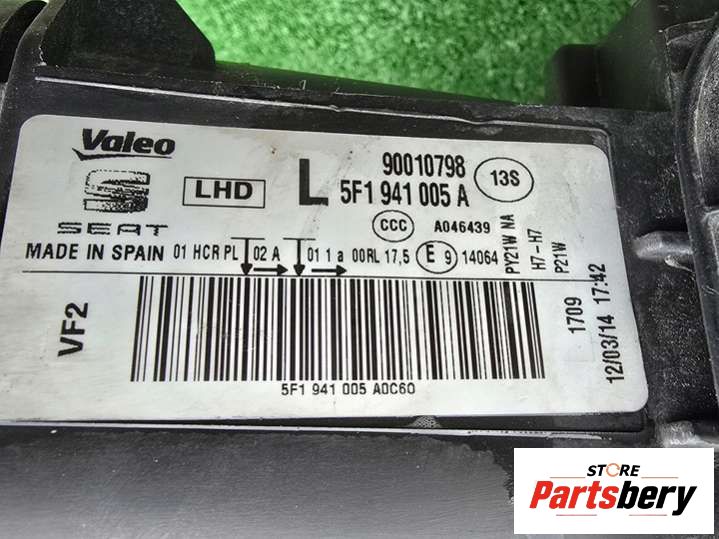 Valeo
90010798
13S
LHD
L
5F1 941 005 A
SEAT
CCC
A046439
MADE IN SPAIN
01 HCR PL
02 A
01 1 a
00RL 17,5
E 9
14064
PY21W NA
H7-H7
P21W
VF2
5F1 941 005 A0C60
1709
12/03/14 17:42
STORE
Partsbery